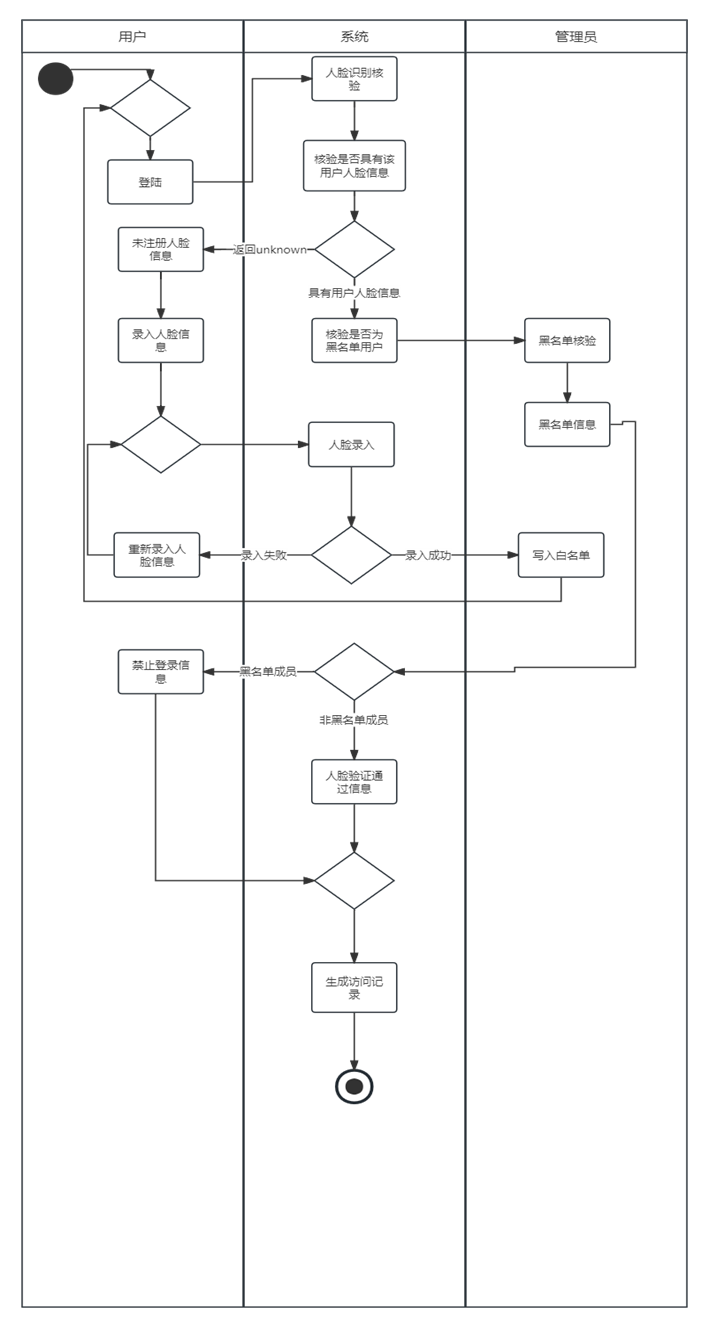 用户
系统
管理员
人脸识别核
验
登陆
核验是否具有该
用户人脸信息
未注册人脸
信息
返回unknown
具有用户人脸信息
录入人脸信
息
核验是否为
黑名单用户
黑名单核验
黑名单信息
人脸录入
重新录入人
脸信息
录入失败
录入成功
写入白名单
禁止登录信
息
黑名单成员
非黑名单成员
人脸验证通
过信息
生成访问记
录